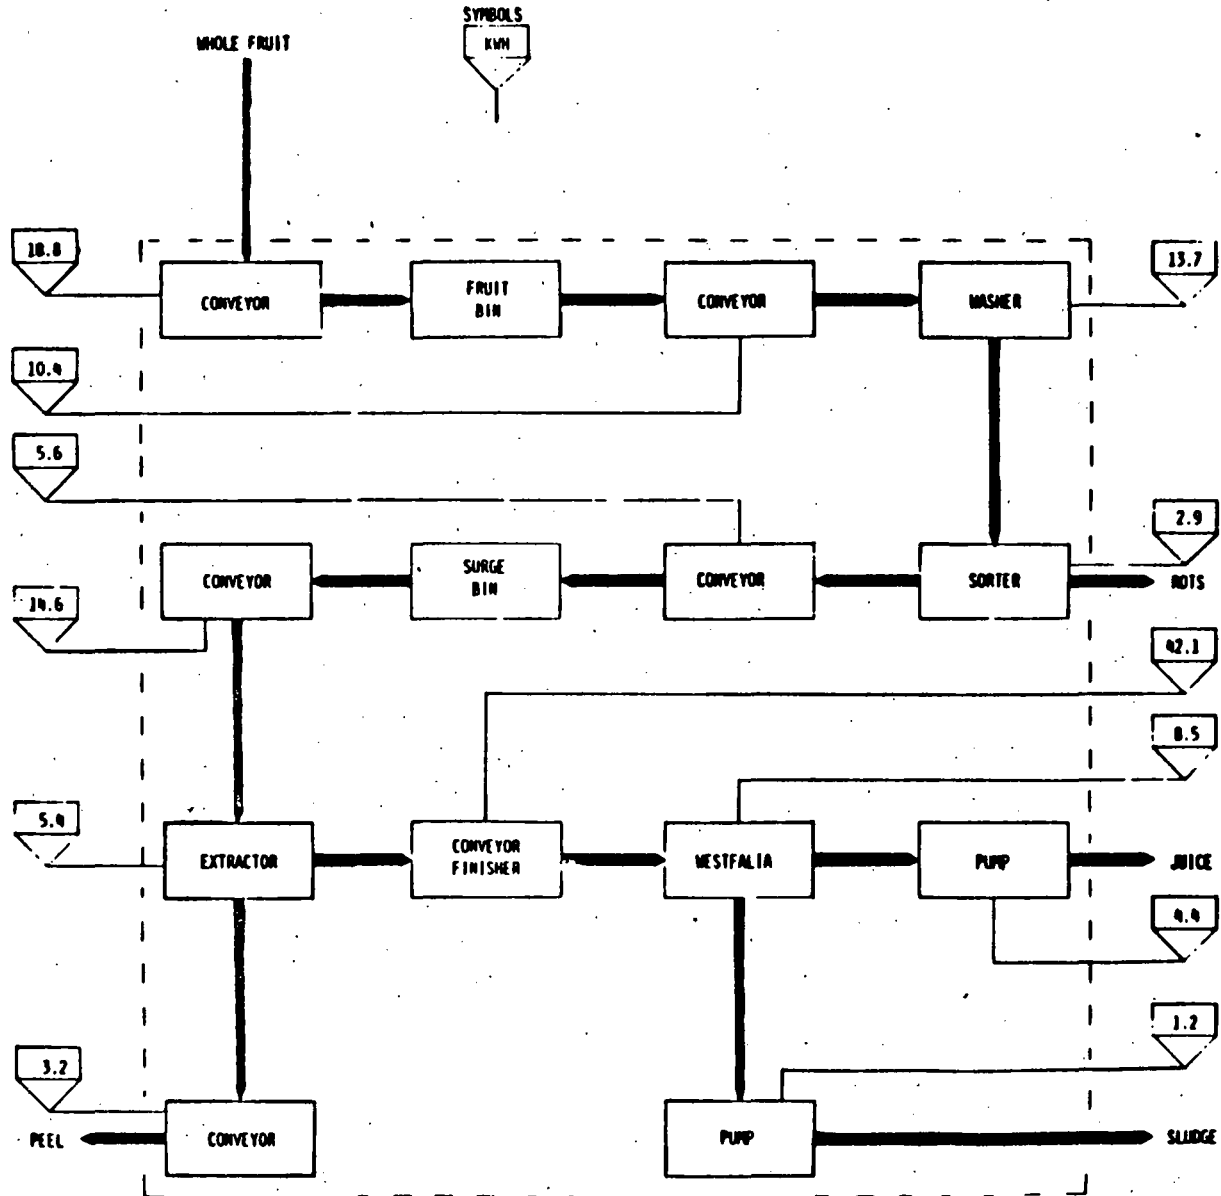 SYMBOLS
KWH
WHOLE FRUIT
18.8
CONVEYOR
FRUIT
BIN
CONVEYOR
WASHER
13.7
10.4
5.6
CONVEYOR
SURGE
BIN
CONVEYOR
SORTER
2.9
ROTS
14.6
42.1
8.5
5.4
EXTRACTOR
CONVEYOR
FINISHER
WESTFALIA
PUMP
JUICE
4.4
1.2
3.2
PEEL
CONVEYOR
PUMP
SLUDGE